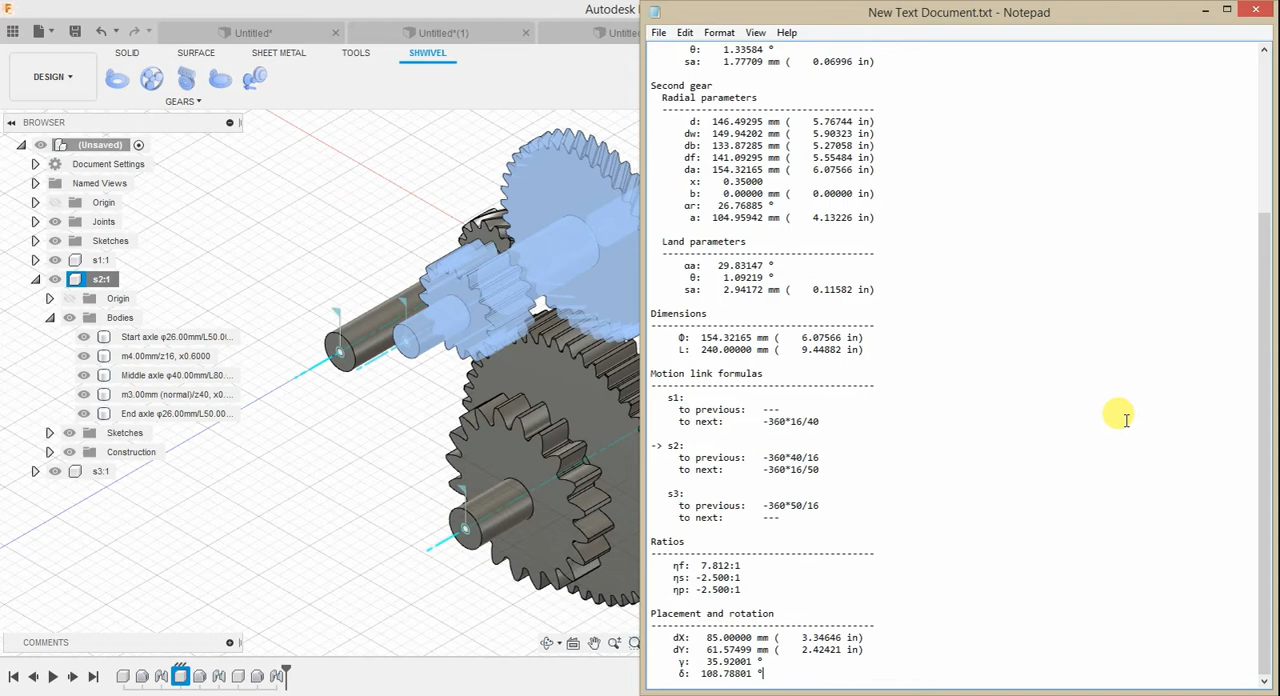 Autodesk
New Text Document.txt - Notepad
Untitled*
Untitled*(1)
Untitle
File Edit Format View Help
SOLID SURFACE SHEET METAL TOOLS SHWIVEL
DESIGN
GEARS
BROWSER
(Unsaved)
Document Settings
Named Views
Origin
Joints
Sketches
s1:1
s2:1
Origin
Bodies
Start axle φ26.00mm/L50.0...
m4.00mm/z16, x0.6000
Middle axle φ40.00mm/L80....
m3.00mm (normal)/z40, x0....
End axle φ26.00mm/L50.00...
Sketches
Construction
s3:1
COMMENTS
θ: 1.33584 °
sa: 1.77709 mm ( 0.06996 in)
Second gear
Radial parameters
--------------------------------------
d: 146.49295 mm ( 5.76744 in)
dw: 149.94202 mm ( 5.90323 in)
db: 133.87285 mm ( 5.27058 in)
df: 141.09295 mm ( 5.55484 in)
da: 154.32165 mm ( 6.07566 in)
x: 0.35000
b: 0.00000 mm ( 0.00000 in)
αr: 26.76885 °
a: 104.95942 mm ( 4.13226 in)
Land parameters
--------------------------------------
αa: 29.83147 °
θ: 1.09219 °
sa: 2.94172 mm ( 0.11582 in)
Dimensions
--------------------------------------
Φ: 154.32165 mm ( 6.07566 in)
L: 240.00000 mm ( 9.44882 in)
Motion link formulas
--------------------------------------
s1:
to previous: ---
to next: -360*16/40
-> s2:
to previous: -360*40/16
to next: -360*16/50
s3:
to previous: -360*50/16
to next: ---
Ratios
--------------------------------------
ηf: 7.812:1
ηs: -2.500:1
ηp: -2.500:1
Placement and rotation
--------------------------------------
dX: 85.00000 mm ( 3.34646 in)
dY: 61.57499 mm ( 2.42421 in)
γ: 35.92001 °
δ: 108.78801 °